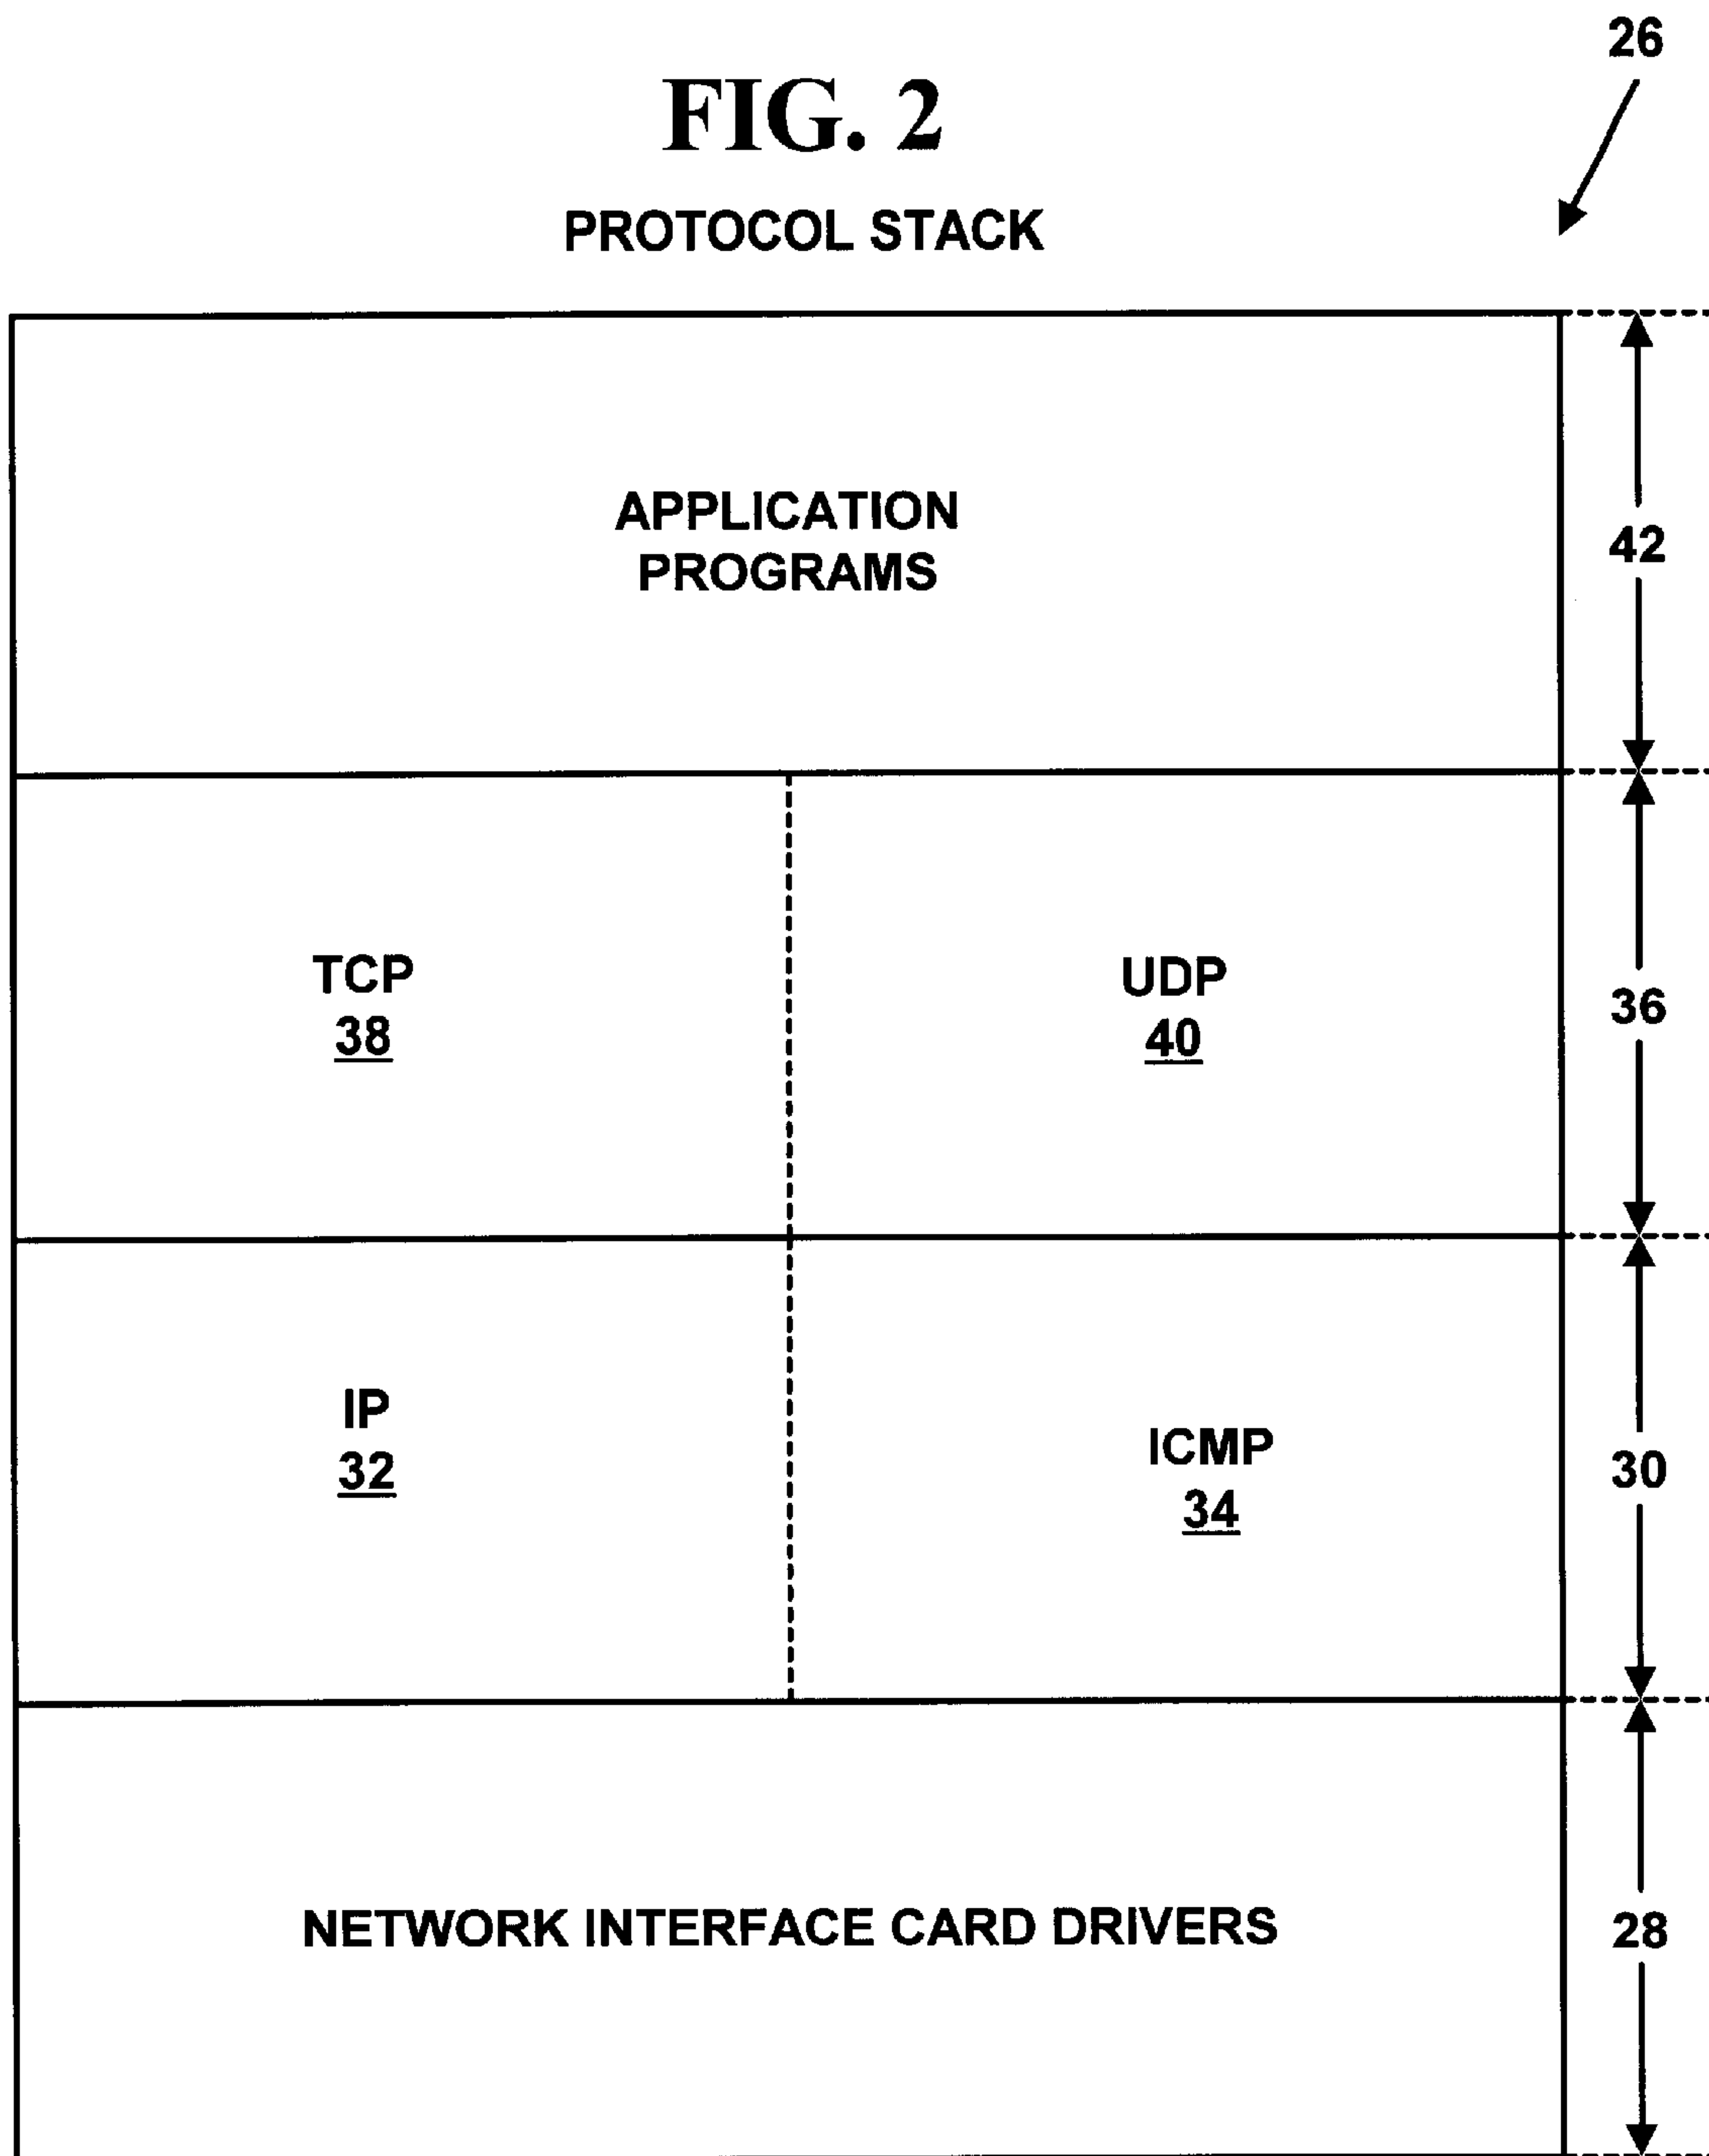 26
FIG. 2
PROTOCOL STACK
APPLICATION
PROGRAMS
42
TCP
38
UDP
40
36
IP
32
ICMP
34
30
NETWORK INTERFACE CARD DRIVERS
28